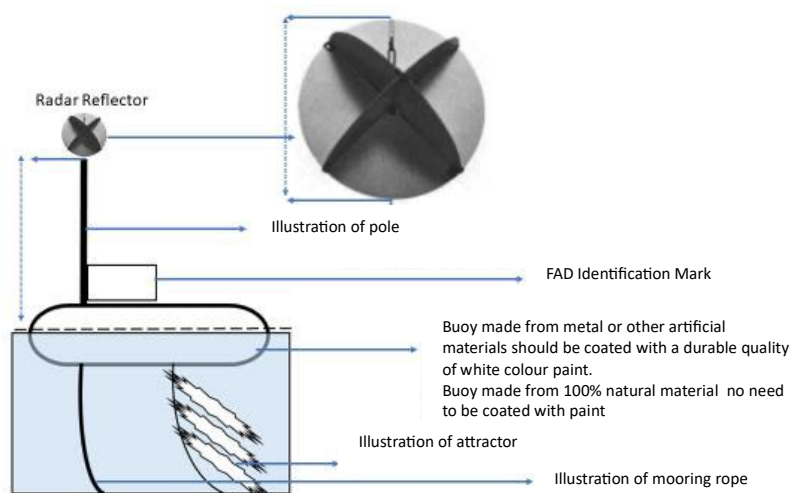 Radar Reflector
Illustration of pole
FAD Identification Mark
Buoy made from metal or other artificial
materials should be coated with a durable quality
of white colour paint.
Buoy made from 100% natural material  no need
to be coated with paint
Illustration of attractor
Illustration of mooring rope